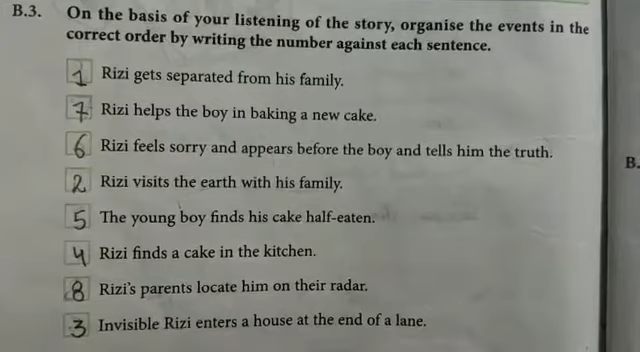 B.3. On the basis of your listening of the story, organise the events in the
correct order by writing the number against each sentence.
1 Rizi gets separated from his family.
7 Rizi helps the boy in baking a new cake.
6 Rizi feels sorry and appears before the boy and tells him the truth.
B.
2 Rizi visits the earth with his family.
5 The young boy finds his cake half-eaten.
4 Rizi finds a cake in the kitchen.
8 Rizi's parents locate him on their radar.
3 Invisible Rizi enters a house at the end of a lane.